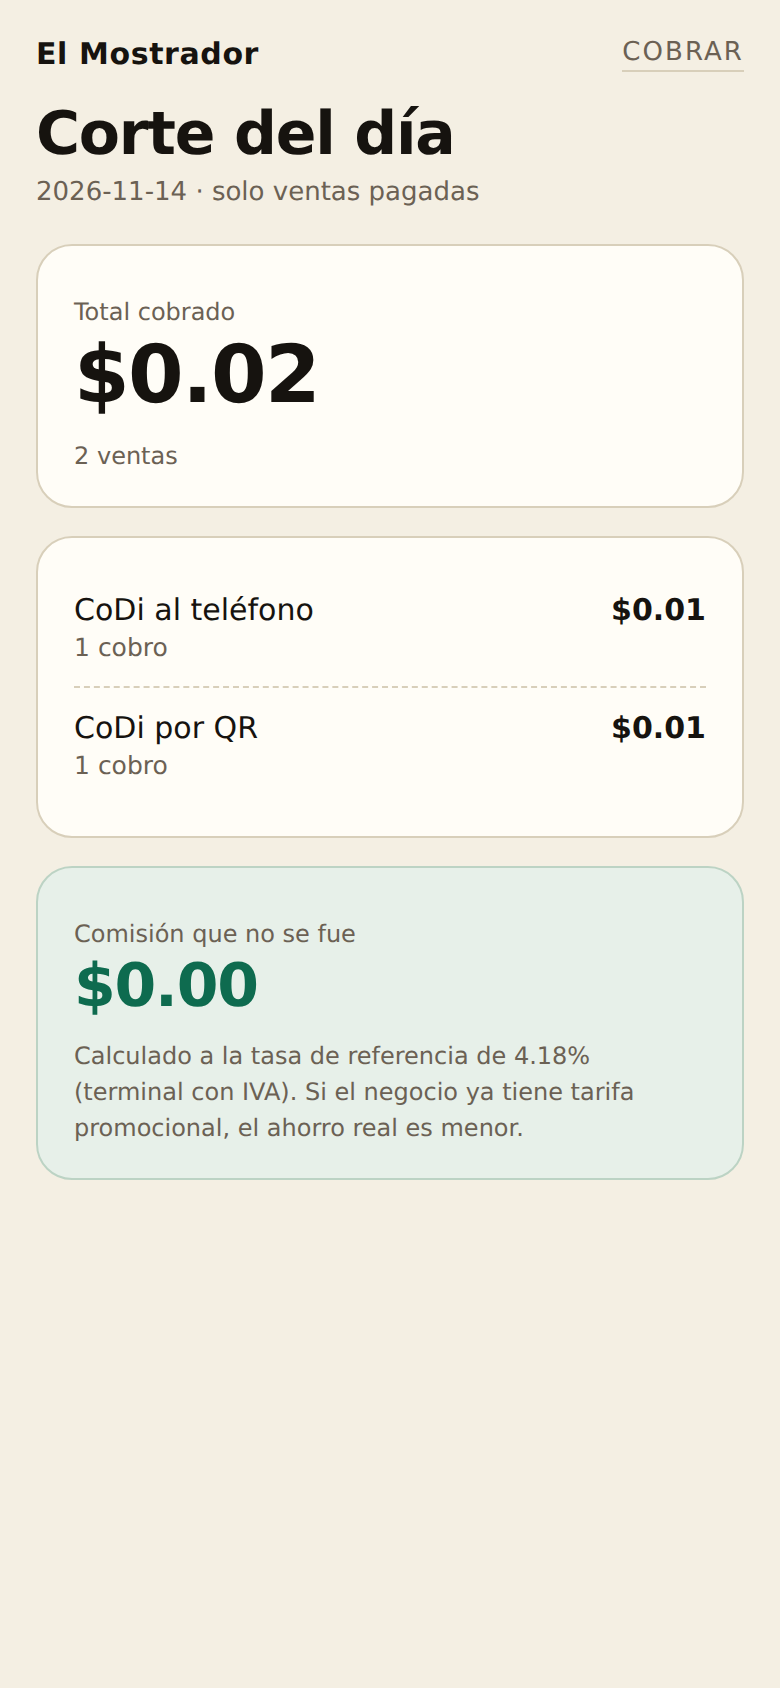 El Mostrador
COBRAR
Corte del día
2026-11-14 · solo ventas pagadas
Total cobrado
$0.02
2 ventas
CoDi al teléfono
$0.01
1 cobro
CoDi por QR
$0.01
1 cobro
Comisión que no se fue
$0.00
Calculado a la tasa de referencia de 4.18%
(terminal con IVA). Si el negocio ya tiene tarifa
promocional, el ahorro real es menor.